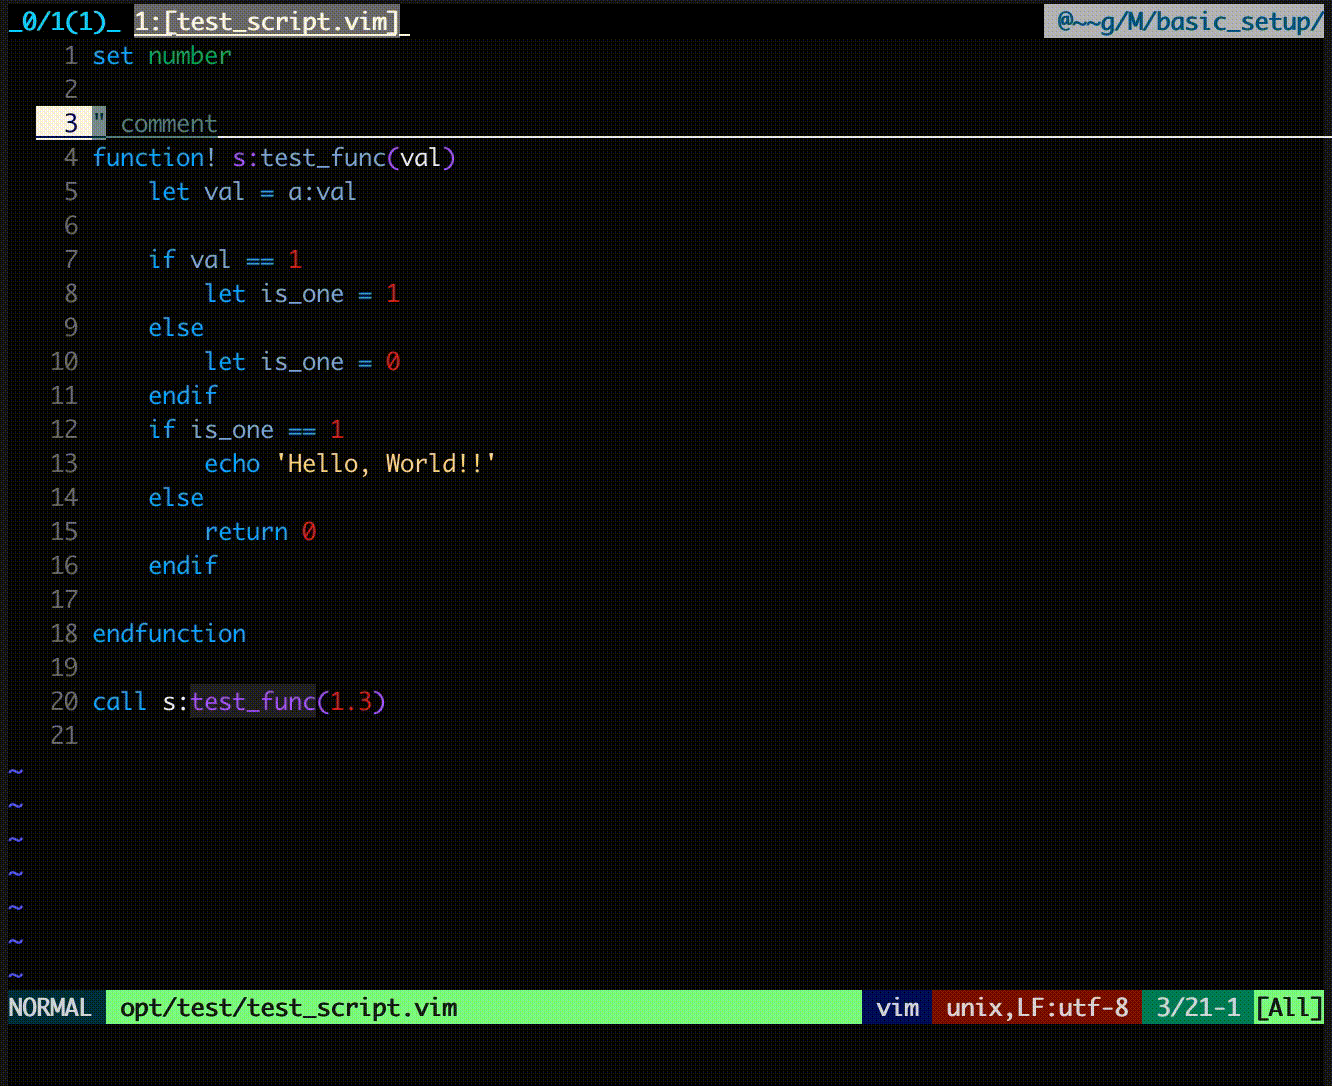 _0/1(1)_ 1:[test_script.vim]_ @~~g/M/basic_setup/
1 set number
2
3 " comment
4 function! s:test_func(val)
5     let val = a:val
6
7     if val == 1
8         let is_one = 1
9     else
10         let is_one = 0
11     endif
12     if is_one == 1
13         echo 'Hello, World!!'
14     else
15         return 0
16     endif
17
18 endfunction
19
20 call s:test_func(1.3)
21
~
~
~
~
~
~
~
NORMAL opt/test/test_script.vim vim unix,LF:utf-8 3/21-1 [All]